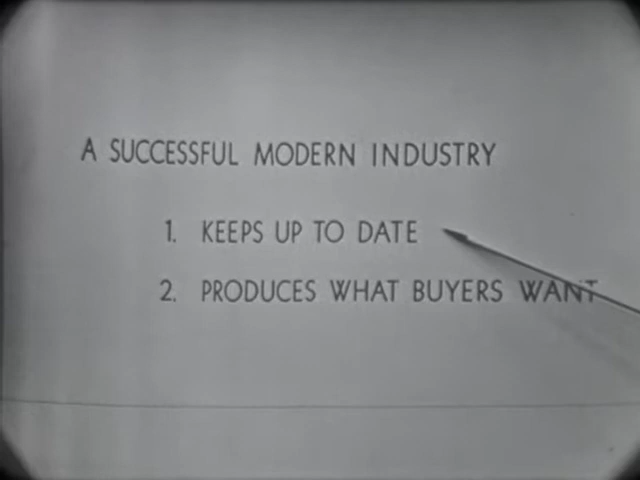 A SUCCESSFUL MODERN INDUSTRY
1. KEEPS UP TO DATE
2. PRODUCES WHAT BUYERS WANT